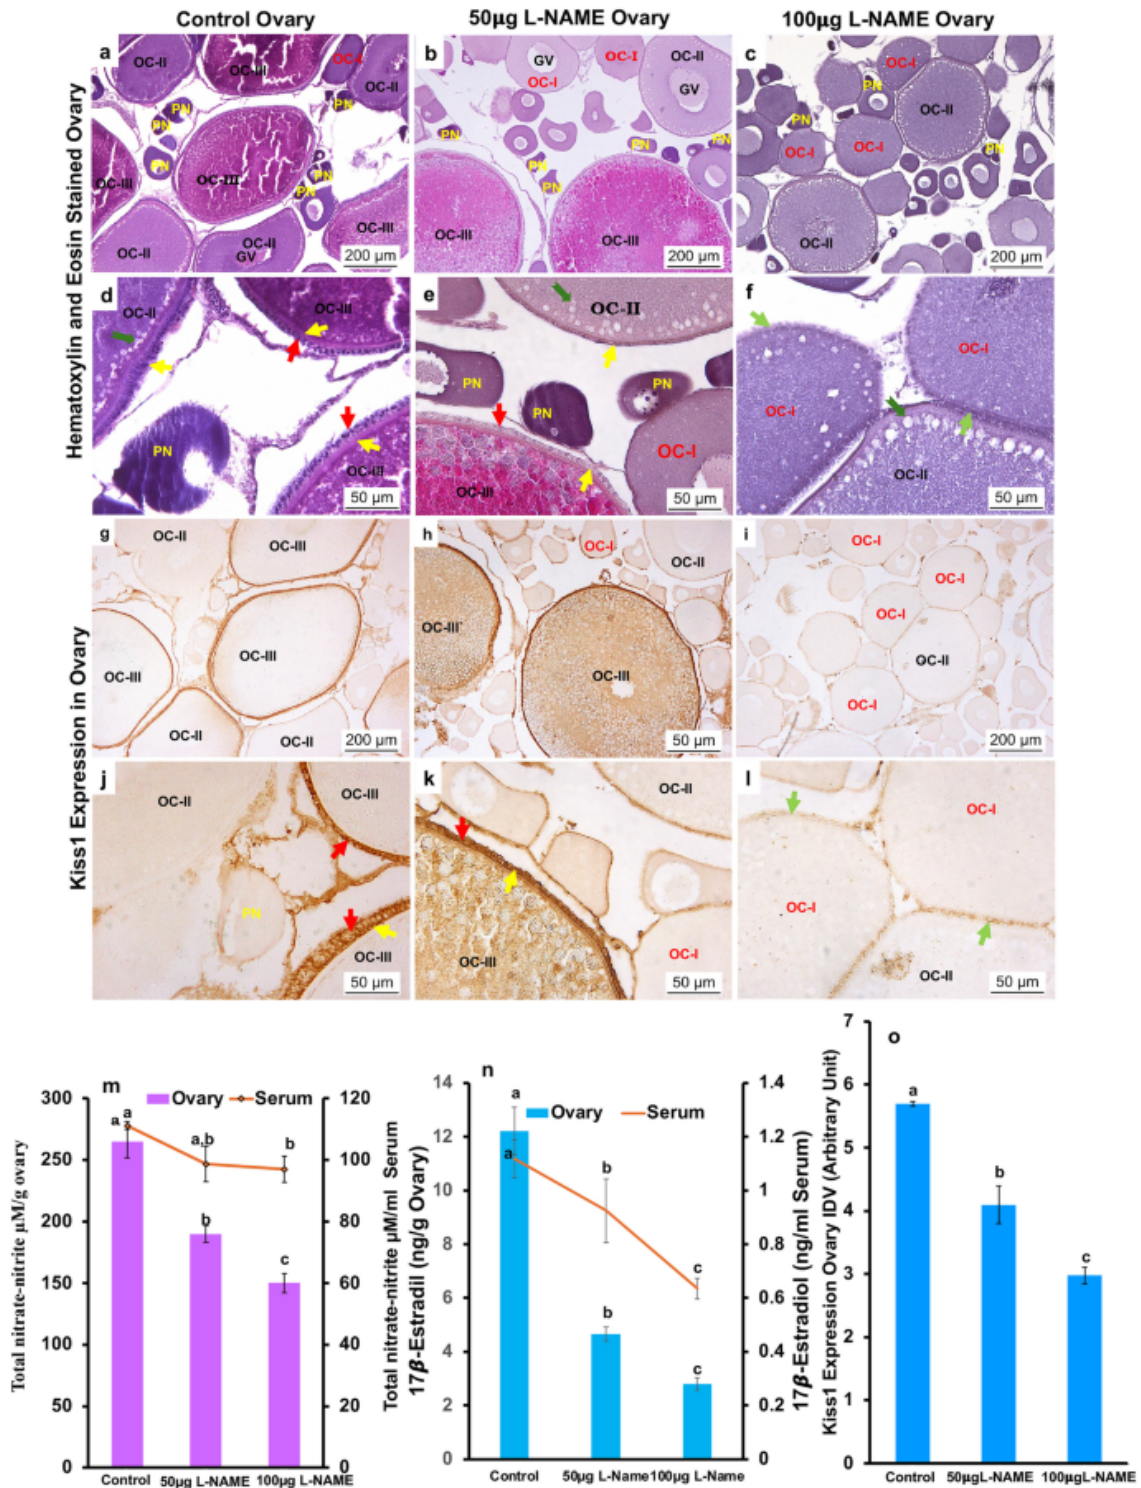 Control Ovary 50µg L-NAME Ovary 100µg L-NAME Ovary
Hematoxylin and Eosin Stained Ovary
a
OC-II
OC-III
OC-I
OC-II
PN
PN
PN
PN
OC-III
PN
PN
PN
OC-III
OC-II
OC-II
GV
OC-III
200 µm
b
GV
OC-I
OC-I
OC-II
GV
PN
PN
PN
PN
PN
PN
OC-III
OC-III
200 µm
c
OC-I
PN
PN
OC-II
OC-I
OC-I
PN
OC-II
200 µm
d
OC-II
OC-III
PN
OC-III
50 µm
e
OC-II
PN
PN
PN
OC-I
OC-III
50 µm
f
OC-I
OC-I
OC-II
50 µm
Kiss1 Expression in Ovary
g
OC-II
OC-III
OC-III
OC-III
OC-II
OC-II
200 µm
h
OC-I
OC-II
OC-III
OC-III
50 µm
i
OC-I
OC-I
OC-I
OC-II
OC-I
200 µm
j
OC-II
OC-III
PN
OC-III
50 µm
k
OC-II
OC-III
OC-I
50 µm
l
OC-I
OC-I
OC-II
50 µm
m
Ovary Serum
Total nitrate-nitrite µM/g ovary
300
250
200
150
100
50
0
a
a
a,b
b
b
c
120
100
80
60
40
20
0
Total nitrate-nitrite µM/ml Serum
Control 50µg L-NAME 100µg L-NAME
n
Ovary Serum
17β-Estradil (ng/g Ovary)
14
12
10
8
6
4
2
0
a
a
b
b
c
c
1.4
1.2
1
0.8
0.6
0.4
0.2
0
17β-Estradiol (ng/ml Serum)
Control 50µg L-Name 100µg L-Name
o
Kiss1 Expression Ovary IDV (Arbitrary Unit)
7
6
5
4
3
2
1
0
a
b
c
Control 50µgL-NAME 100µgL-NAME